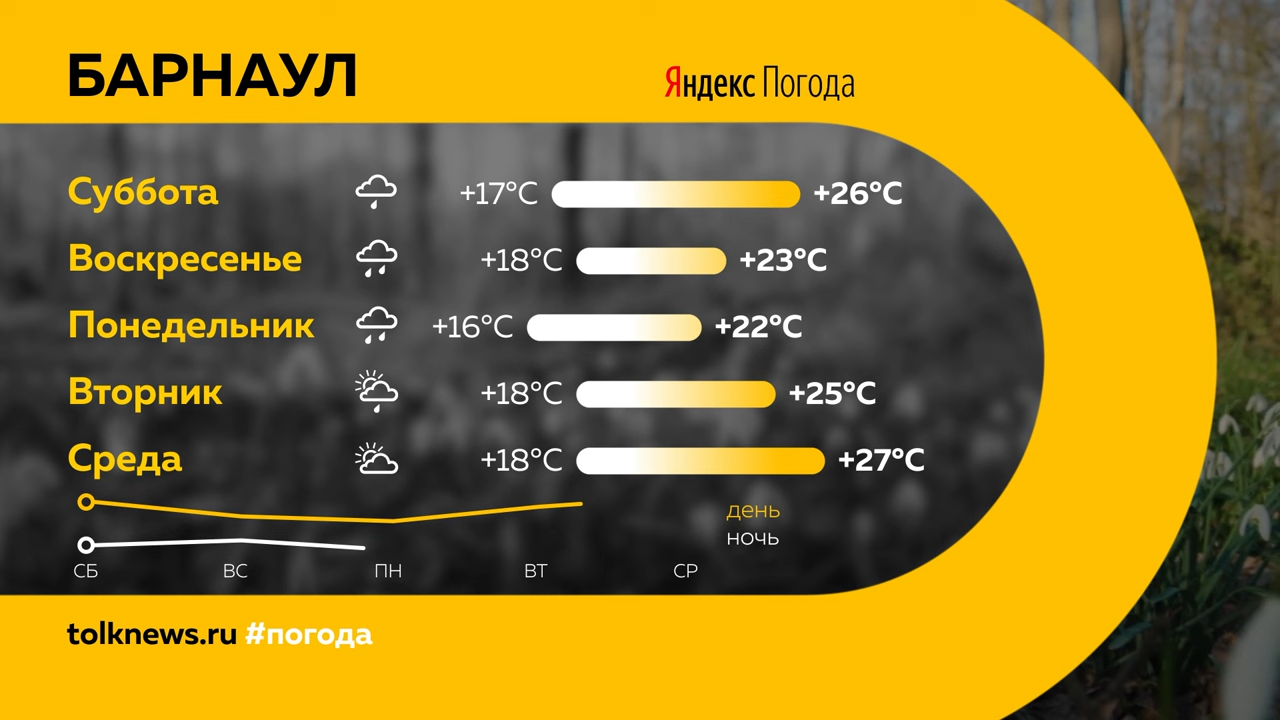 БАРНАУЛ
Яндекс Погода
Суббота +17°C +26°C
Воскресенье +18°C +23°C
Понедельник +16°C +22°C
Вторник +18°C +25°C
Среда +18°C +27°C
день
ночь
СБ ВС ПН ВТ СР
tolknews.ru #погода